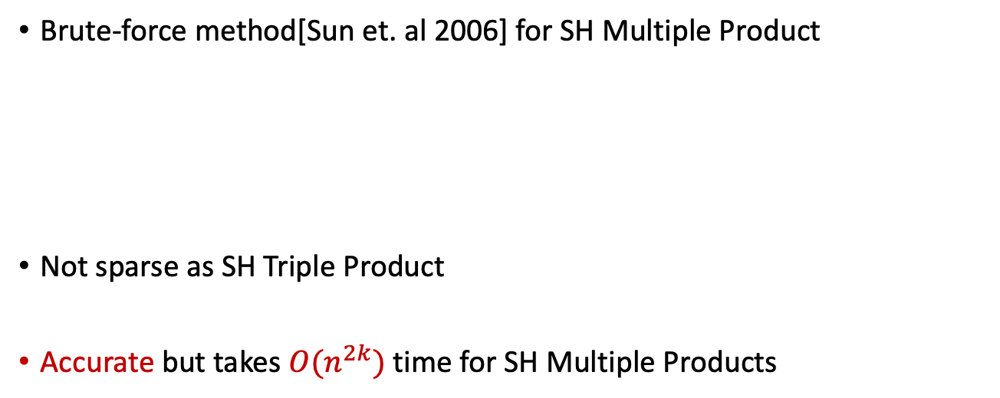 • Brute-force method[Sun et. al 2006] for SH Multiple Product
• Not sparse as SH Triple Product
• Accurate but takes O(n^{2k}) time for SH Multiple Products